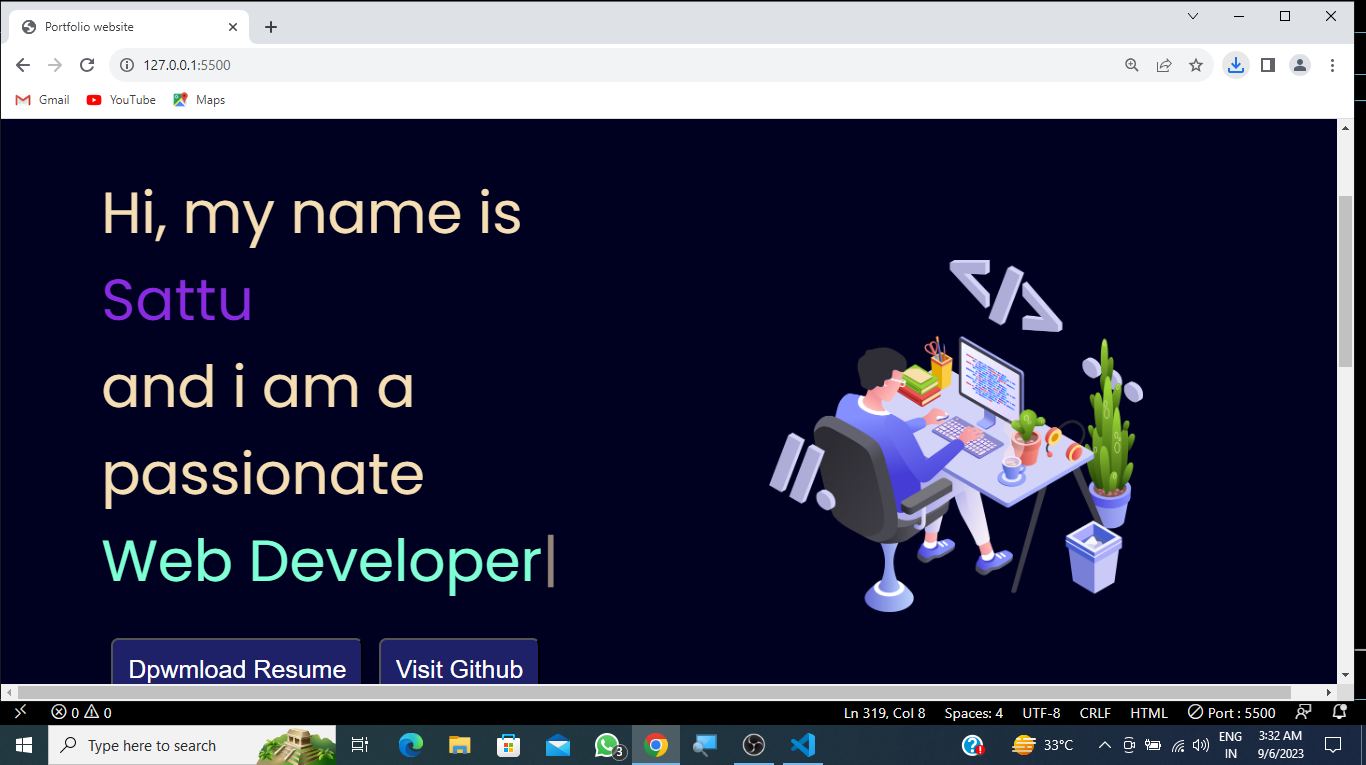 Portfolio website
127.0.0.1:5500
Gmail YouTube Maps
Hi, my name is
Sattu
and i am a
passionate
Web Developer|
</>
//
Dpwmload Resume Visit Github
0 0 Ln 319, Col 8 Spaces: 4 UTF-8 CRLF HTML Port : 5500
Type here to search 3 33°C ENG IN 3:32 AM 9/6/2023